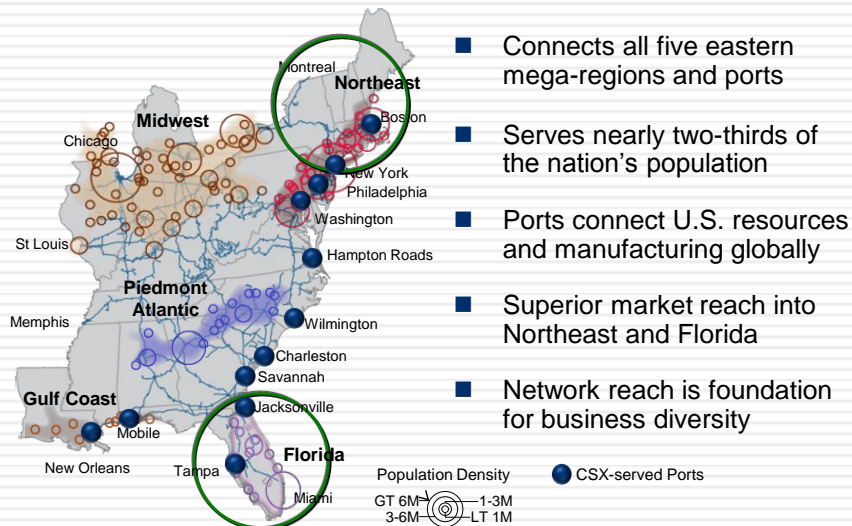 Montreal
Northeast
Midwest
Boston
Chicago
New York
Philadelphia
Washington
St Louis
Hampton Roads
Piedmont
Atlantic
Memphis
Wilmington
Charleston
Savannah
Gulf Coast
Jacksonville
Mobile
New Orleans
Florida
Tampa
Miami
Connects all five eastern
mega-regions and ports
Serves nearly two-thirds of
the nation’s population
Ports connect U.S. resources
and manufacturing globally
Superior market reach into
Northeast and Florida
Network reach is foundation
for business diversity
Population Density
CSX-served Ports
GT 6M
1-3M
3-6M
LT 1M